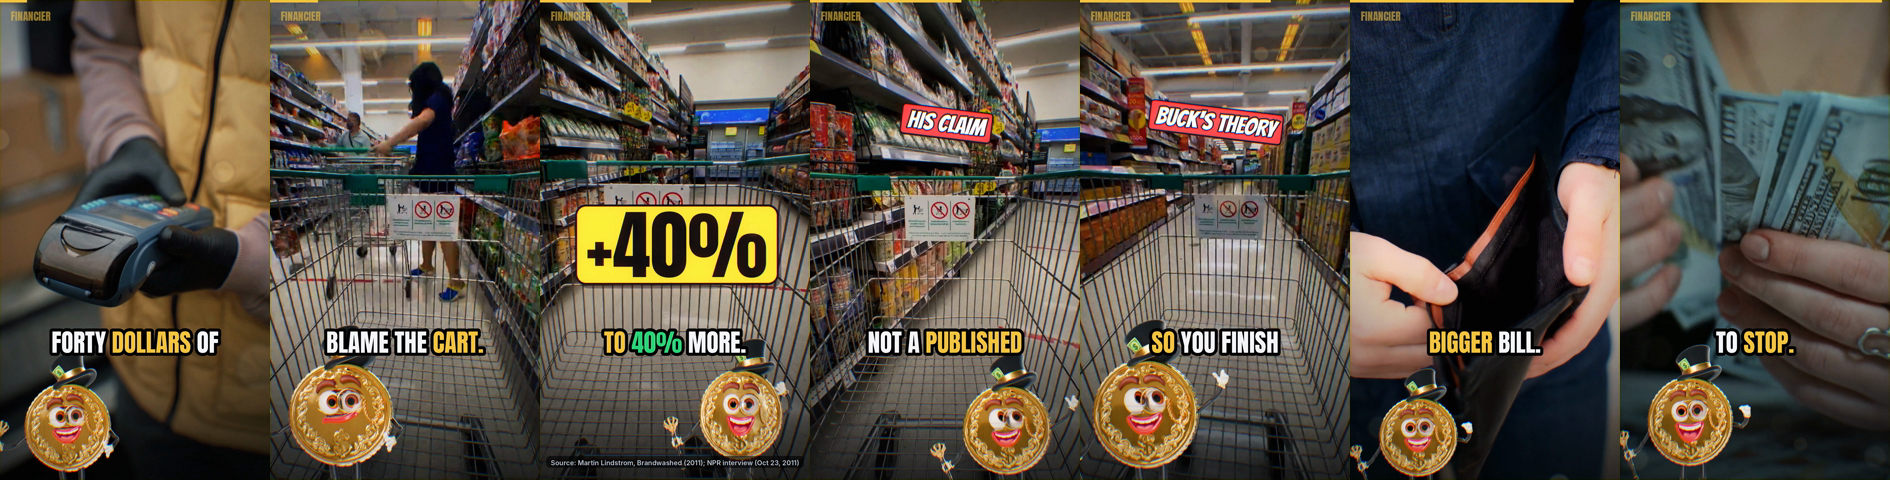 FINANCIER
FORTY DOLLARS OF
FINANCIER
BLAME THE CART.
FINANCIER
+40%
TO 40% MORE.
Source: Martin Lindstrom, Brandwashed (2011); NPR interview (Oct 23, 2011)
FINANCIER
HIS CLAIM
NOT A PUBLISHED
FINANCIER
BUCK'S THEORY
SO YOU FINISH
FINANCIER
BIGGER BILL.
FINANCIER
100
TO STOP.